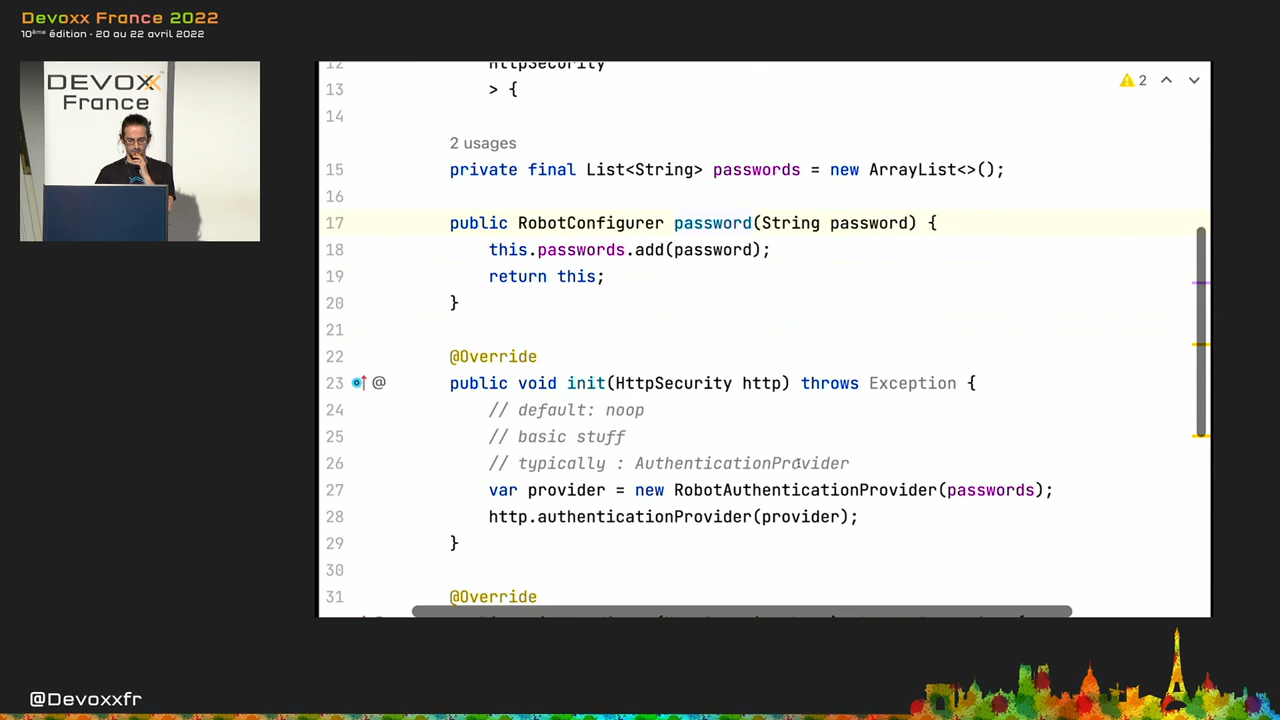 Devoxx France 2022
10ème édition - 20 au 22 avril 2022
DEVOXX
France
12 HttpSecurity
13 > {
14
2 usages
15 private final List<String> passwords = new ArrayList<>();
16
17 public RobotConfigurer password(String password) {
18 this.passwords.add(password);
19 return this;
20 }
21
22 @Override
23 @ public void init(HttpSecurity http) throws Exception {
24 // default: noop
25 // basic stuff
26 // typically : AuthenticationProvider
27 var provider = new RobotAuthenticationProvider(passwords);
28 http.authenticationProvider(provider);
29 }
30
31 @Override
2
@Devoxxfr